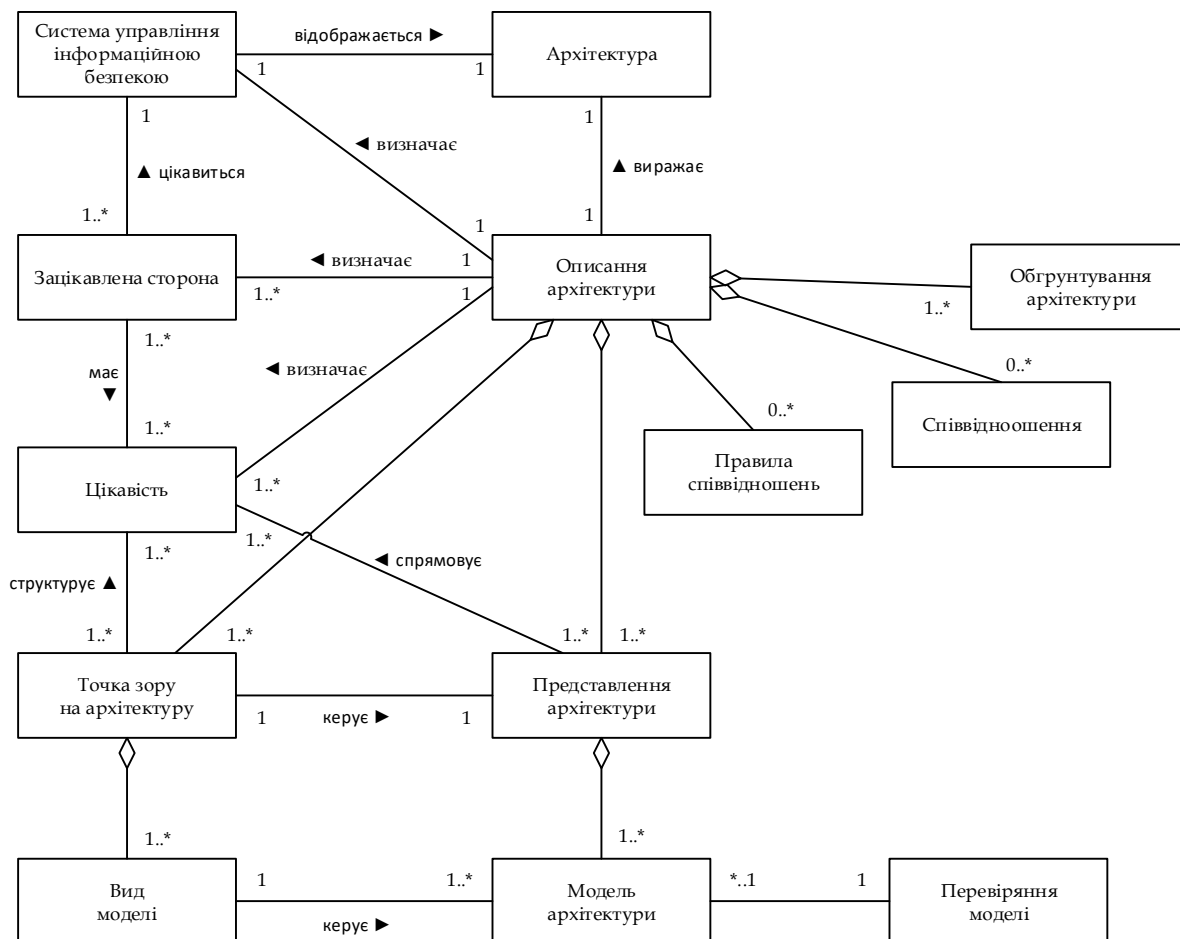 Система управління
інформаційною
безпекою
відображається ►
1
1
Архітектура
1
1
◄ визначає
▲ цікавиться
▲ виражає
1..*
1
1
Зацікавлена сторона
◄ визначає
1
1..*
1
Описання
архітектури
Обгрунтування
архітектури
1..*
1..*
має
▼
◄ визначає
0..*
Співвідноошення
1..*
0..*
Цікавість
1..*
Правила
співвідношень
1..*
1..*
◄ спрямовує
структурує ▲
1..*
1..*
1..*
1..*
Точка зору
на архітектуру
1
керує ►
1
Представлення
архітектури
1..*
1..*
Вид
моделі
1
1..*
керує ►
Модель
архітектури
*..1
1
Перевіряння
моделі